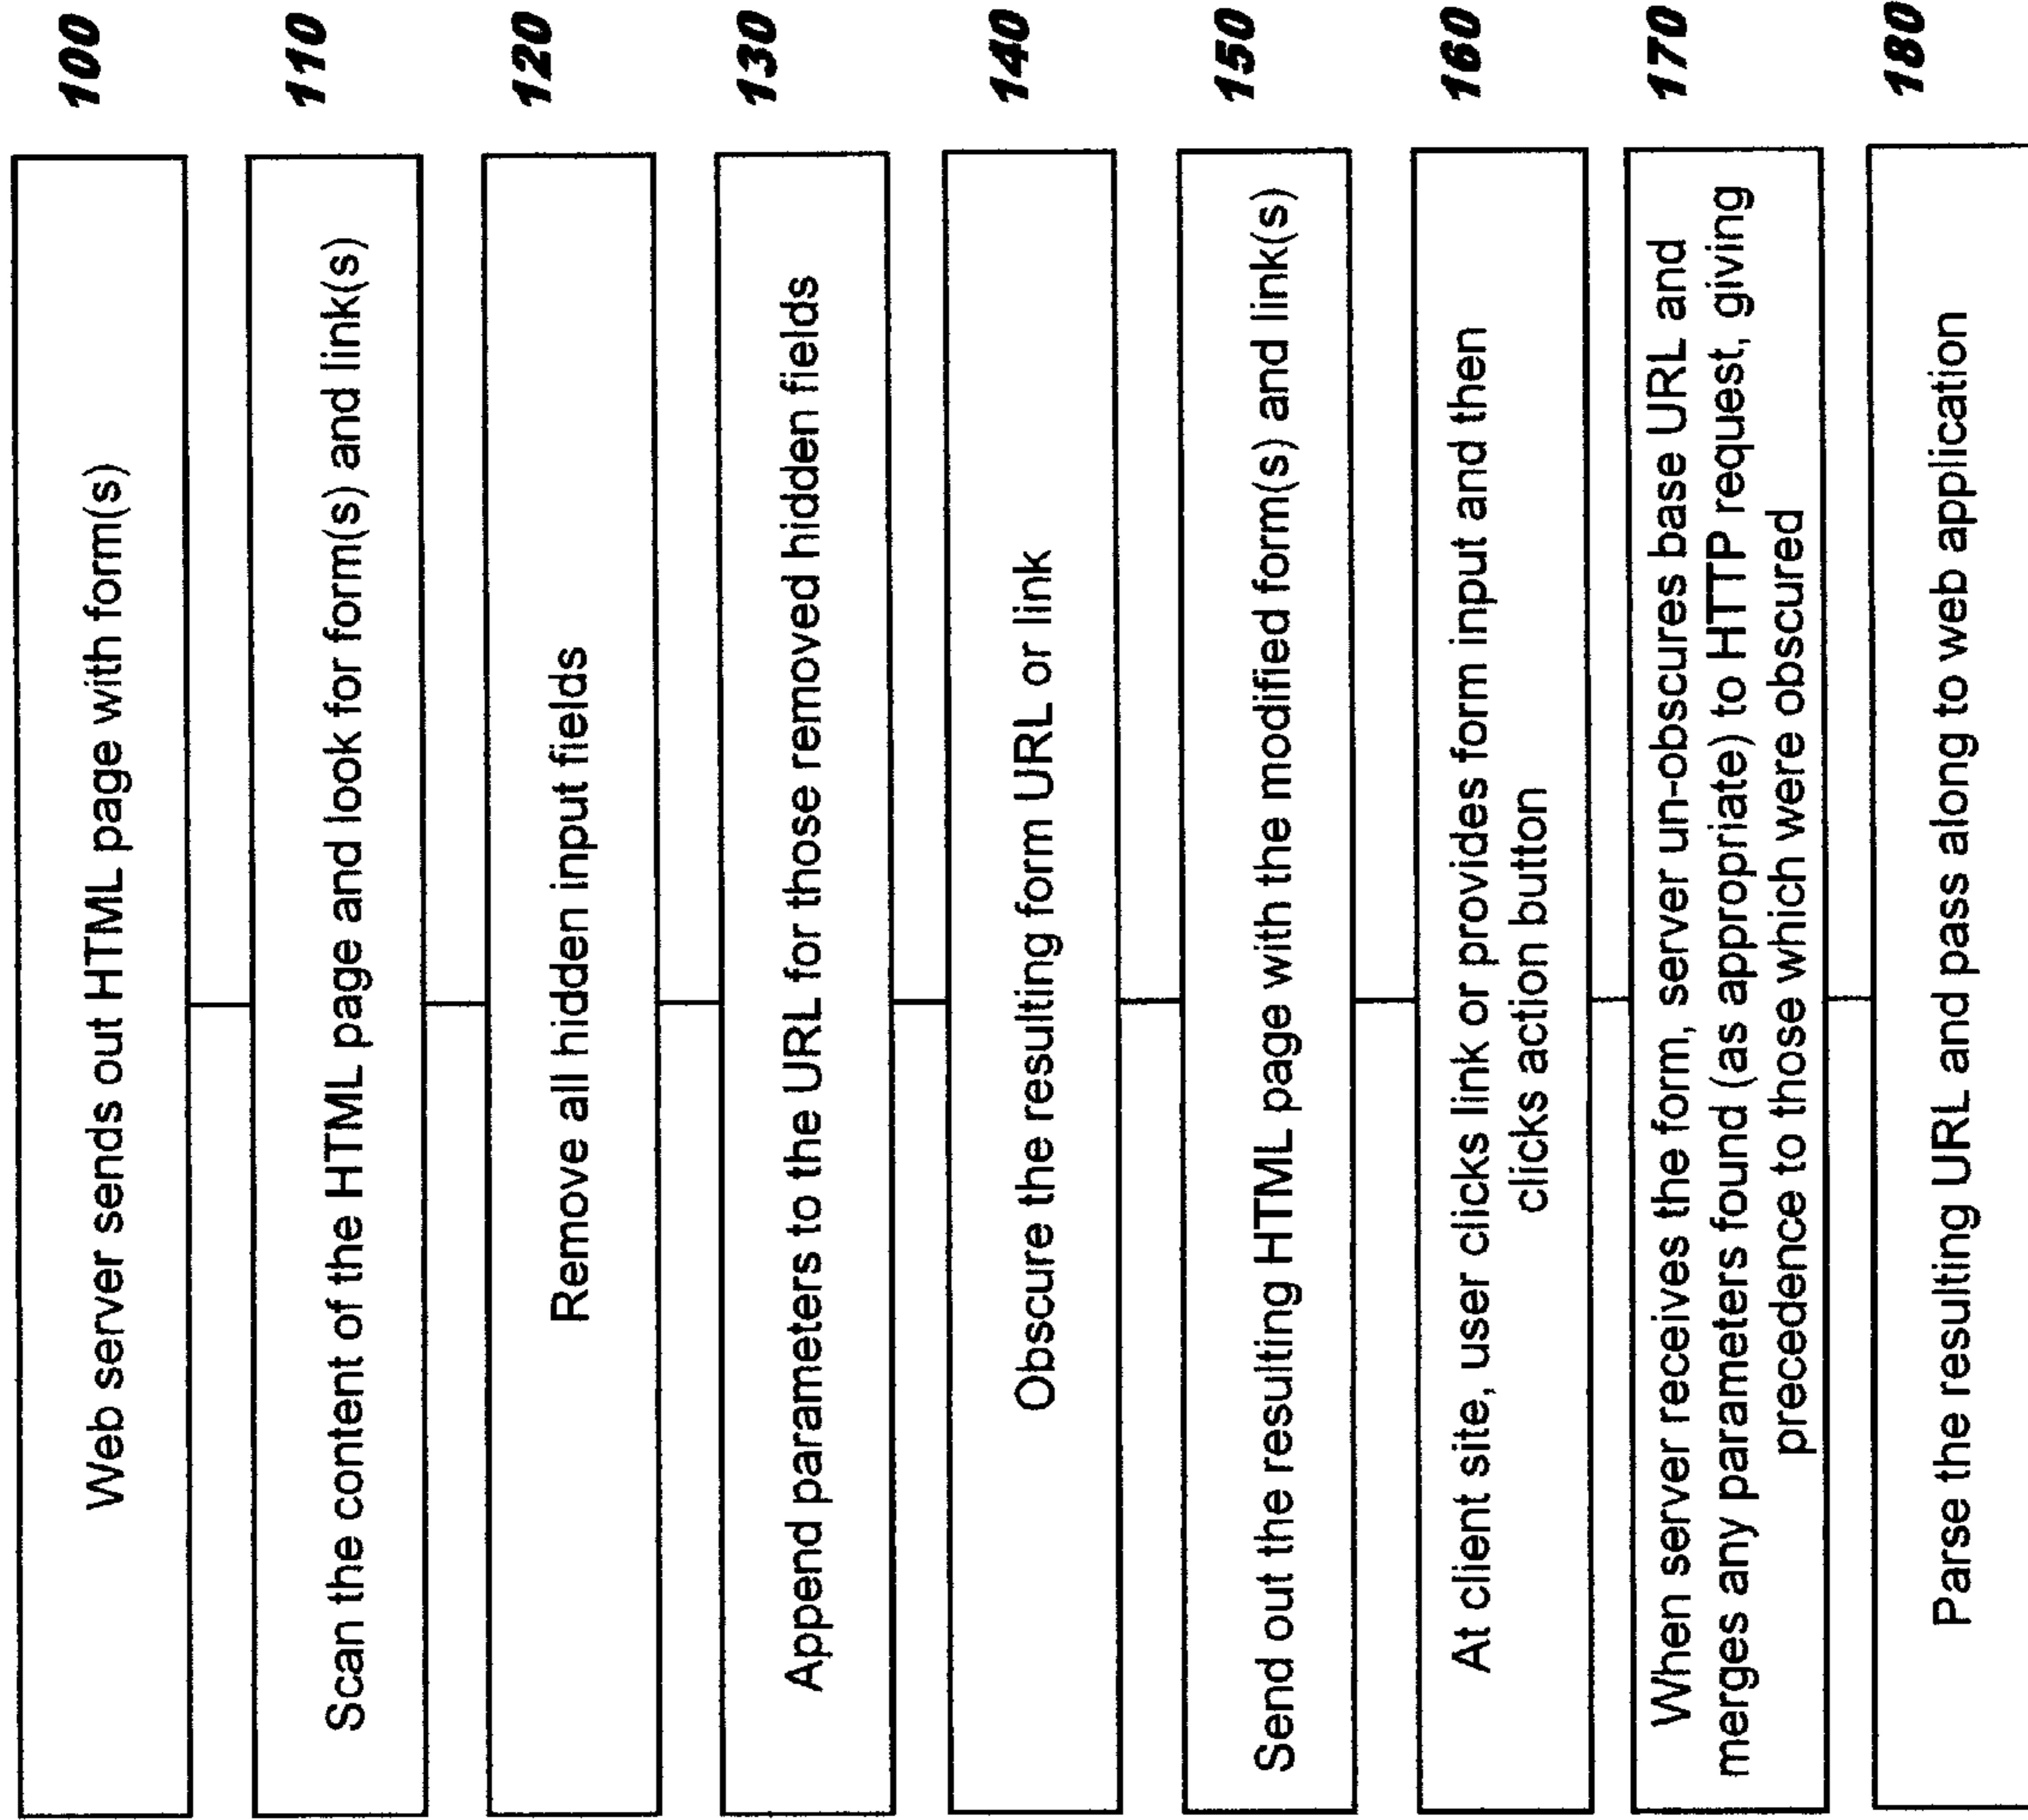 Web server sends out HTML page with form(s)
100
Scan the content of the HTML page and look for form(s) and link(s)
110
Remove all hidden input fields
120
Append parameters to the URL for those removed hidden fields
130
Obscure the resulting form URL or link
140
Send out the resulting HTML page with the modified form(s) and link(s)
150
At client site, user clicks link or provides form input and then
clicks action button
160
When server receives the form, server un-obscures base URL and
merges any parameters found (as appropriate) to HTTP request, giving
precedence to those which were obscured
170
Parse the resulting URL and pass along to web application
180